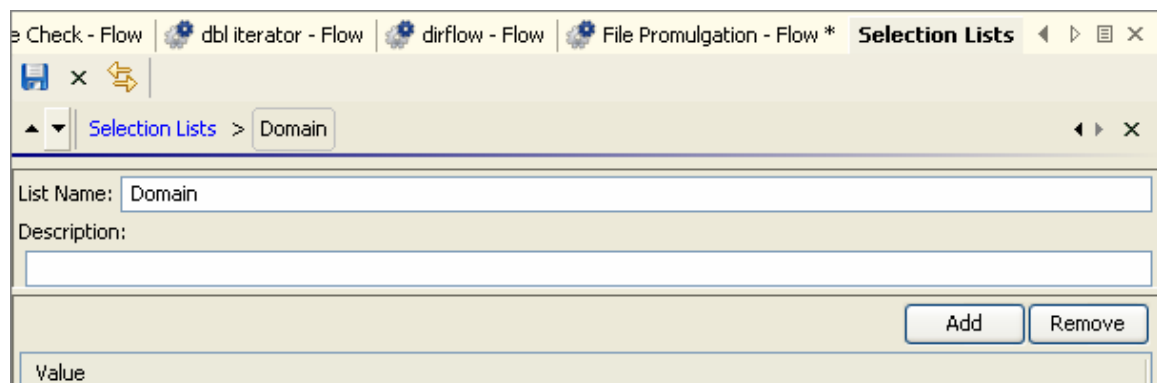 e Check - Flow dbl iterator - Flow dirflow - Flow File Promulgation - Flow * Selection Lists
Selection Lists > Domain
List Name: Domain
Description:
Add Remove
Value